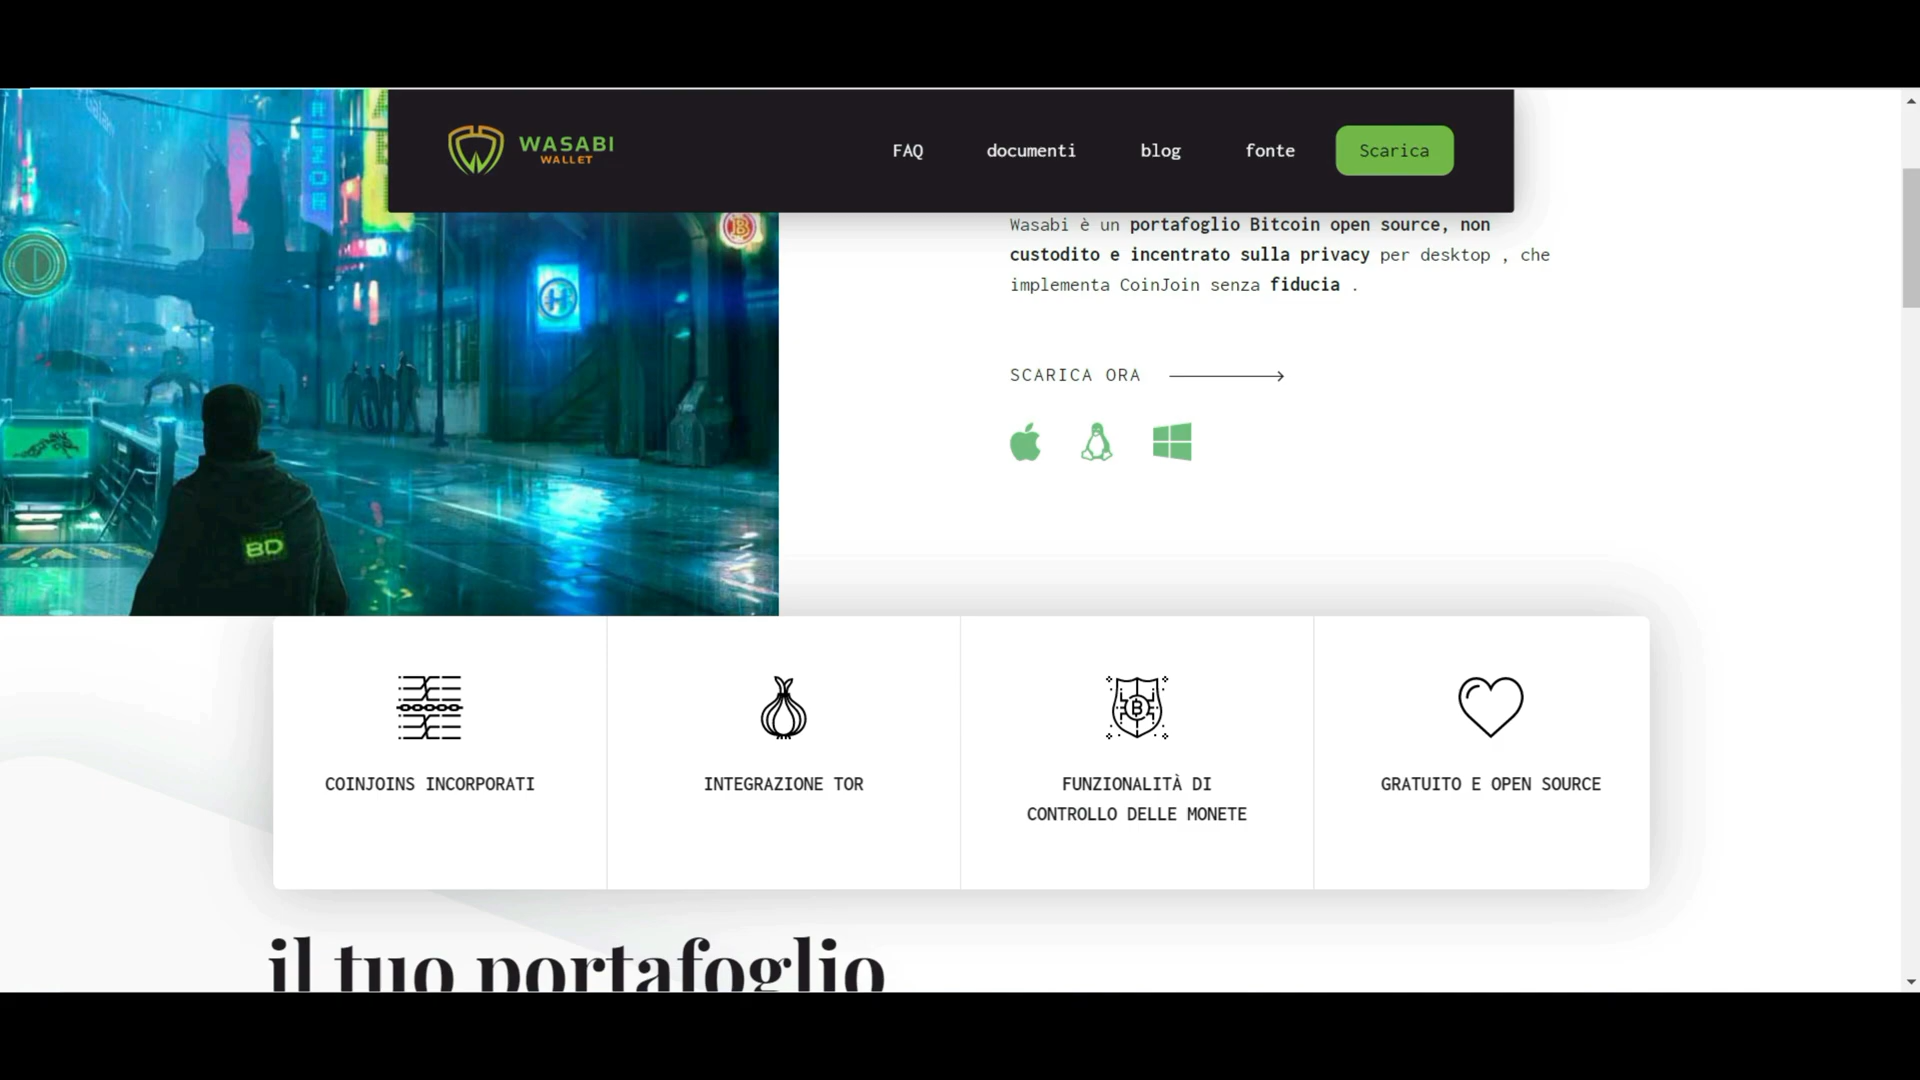 WASABI
WALLET
FAQ
documenti
blog
fonte
Scarica
Wasabi è un portafoglio Bitcoin open source, non
custodito e incentrato sulla privacy per desktop , che
implementa CoinJoin senza fiducia .
SCARICA ORA
BD
COINJOINS INCORPORATI
INTEGRAZIONE TOR
FUNZIONALITÀ DI
CONTROLLO DELLE MONETE
GRATUITO E OPEN SOURCE
il tuo portafoglio